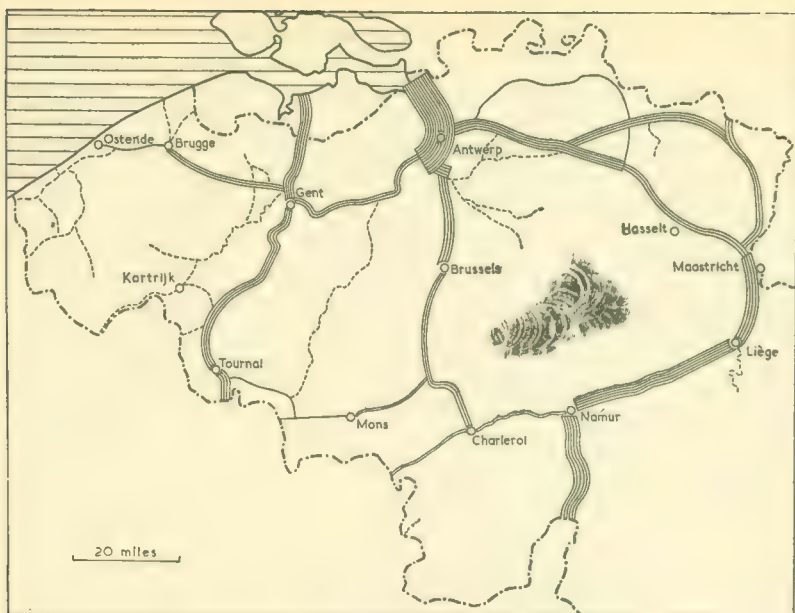 Ostende
Brugge
Antwerp
Gent
Hasselt
Maastricht
Kortrijk
Brussels
Liège
Tournai
Namur
Mons
Charleroi
20 miles